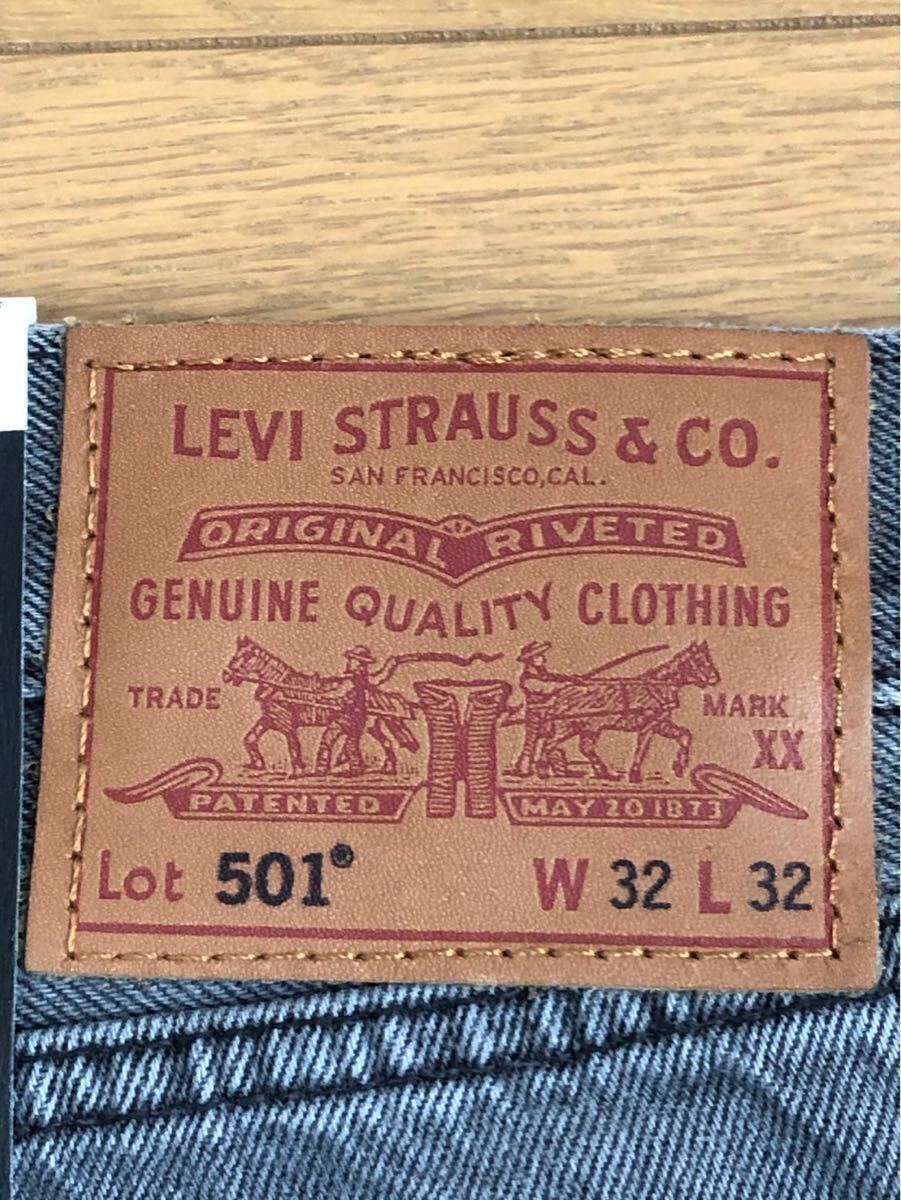 LEVI STRAUSS & CO.
SAN FRANCISCO, CAL.
ORIGINAL RIVETED
GENUINE QUALITY CLOTHING
TRADE MARK
XX
PATENTED MAY 20 1873
Lot 501® W 32 L 32